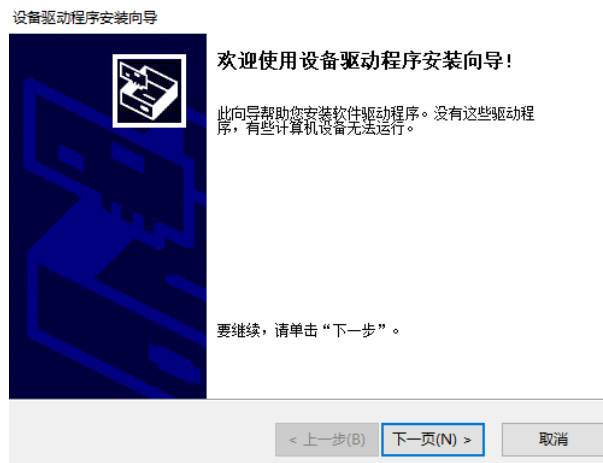 设备驱动程序安装向导
欢迎使用设备驱动程序安装向导!
此向导帮助您安装软件驱动程序。没有这些驱动程
序，有些计算机设备无法运行。
要继续，请单击“下一步”。
< 上一步(B)
下一页(N) >
取消